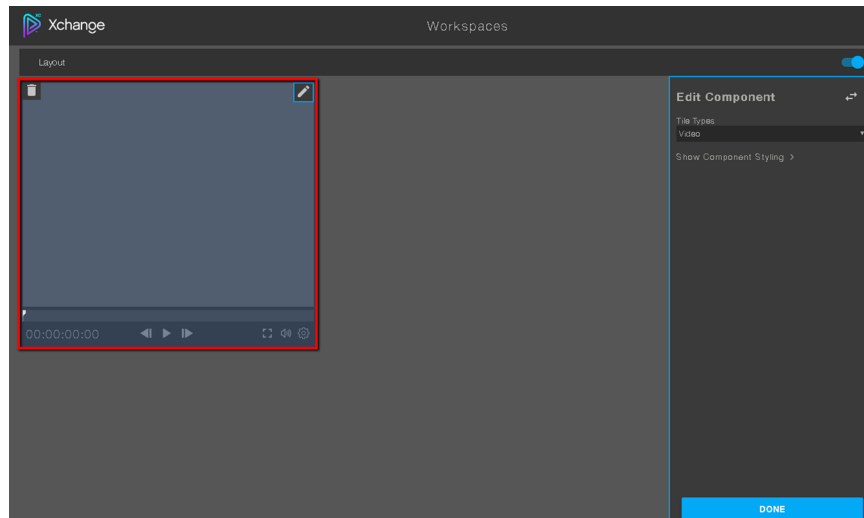 Xchange
Workspaces
Layout
Edit Component
Tile Types
Video
Show Component Styling >
00:00:00:00
DONE